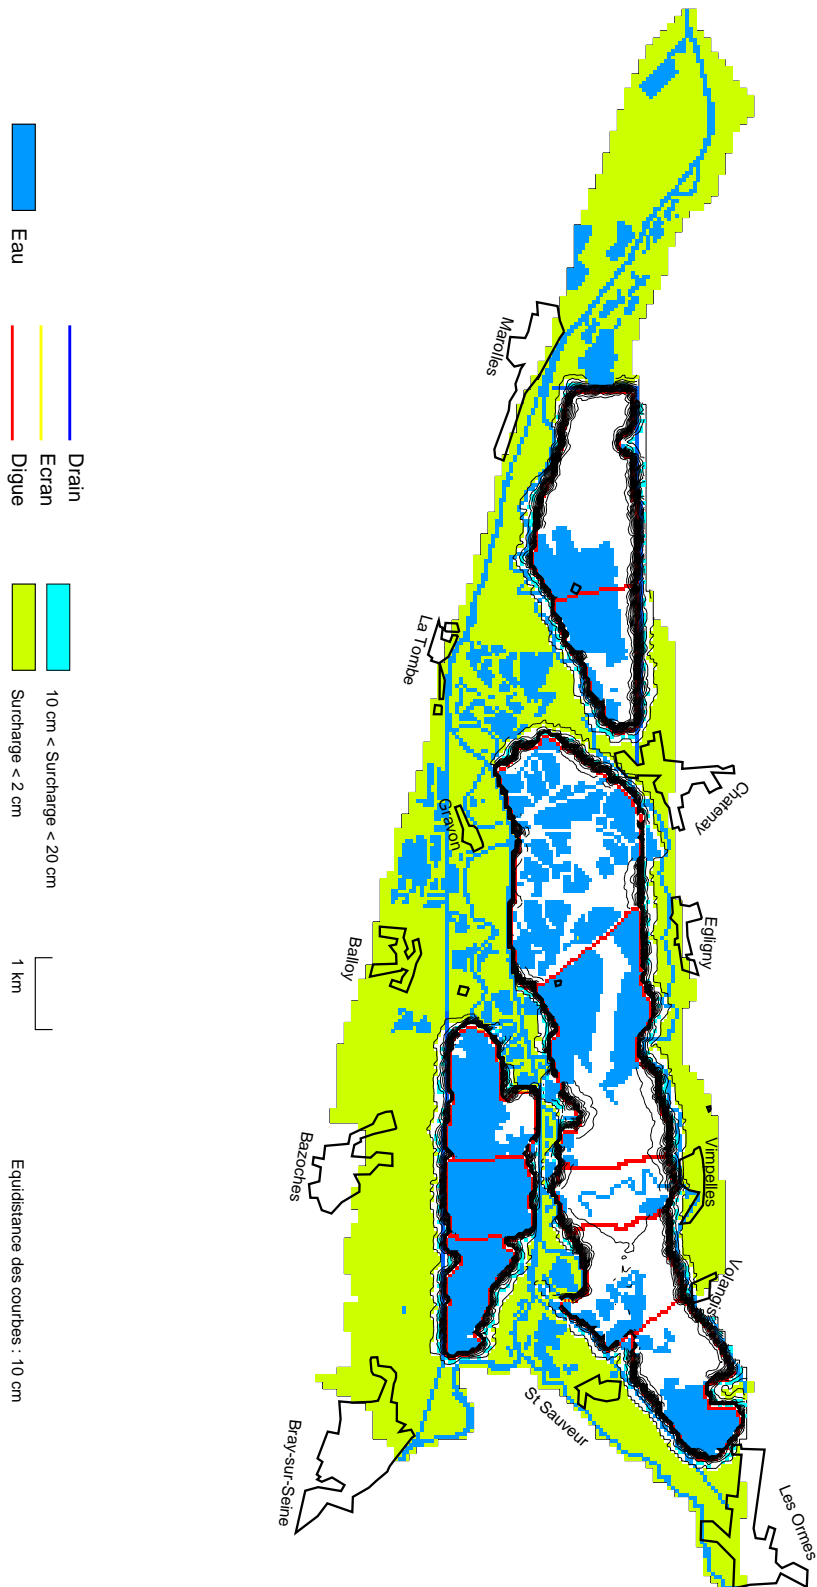 Marolles
La Tombe
Chatenay
Gravon
Egligny
Balloy
Vimpelles
Bazoches
Volangis
St Sauveur
Bray-sur-Seine
Les Ormes
Eau
Drain
Ecran
Digue
10 cm < Surcharge < 20 cm
Surcharge < 2 cm
1 km
Equidistance des courbes : 10 cm